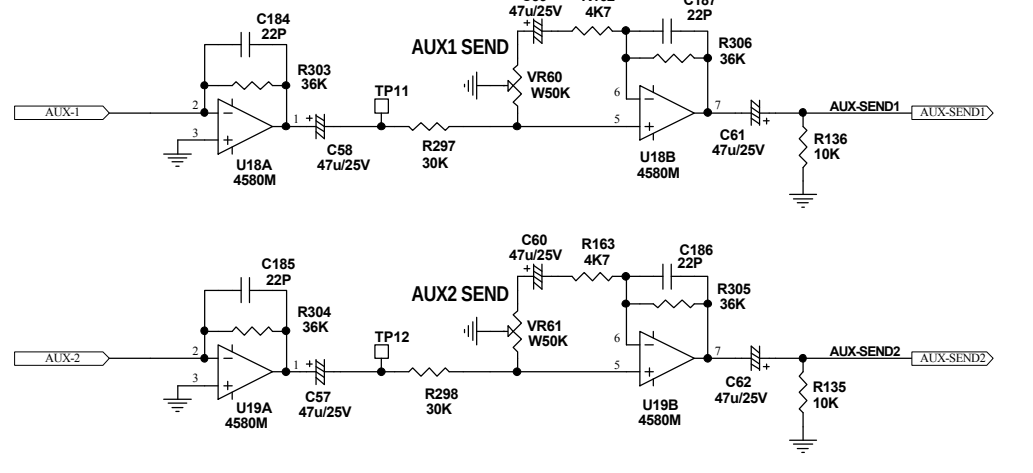 47u/25V
4K7
C184
22P
AUX1 SEND
R306
36K
R303
36K
VR60
W50K
TP11
AUX-1
2
3
1
+
C58
47u/25V
R297
30K
6
5
7
U18A
4580M
U18B
4580M
C61
47u/25V
+
AUX-SEND1
AUX-SEND1
R136
10K
C60
47u/25V
+
R163
4K7
C186
22P
C185
22P
AUX2 SEND
R305
36K
R304
36K
VR61
W50K
TP12
AUX-2
2
3
1
+
C57
47u/25V
R298
30K
6
5
7
U19A
4580M
U19B
4580M
C62
47u/25V
+
AUX-SEND2
AUX-SEND2
R135
10K
22P